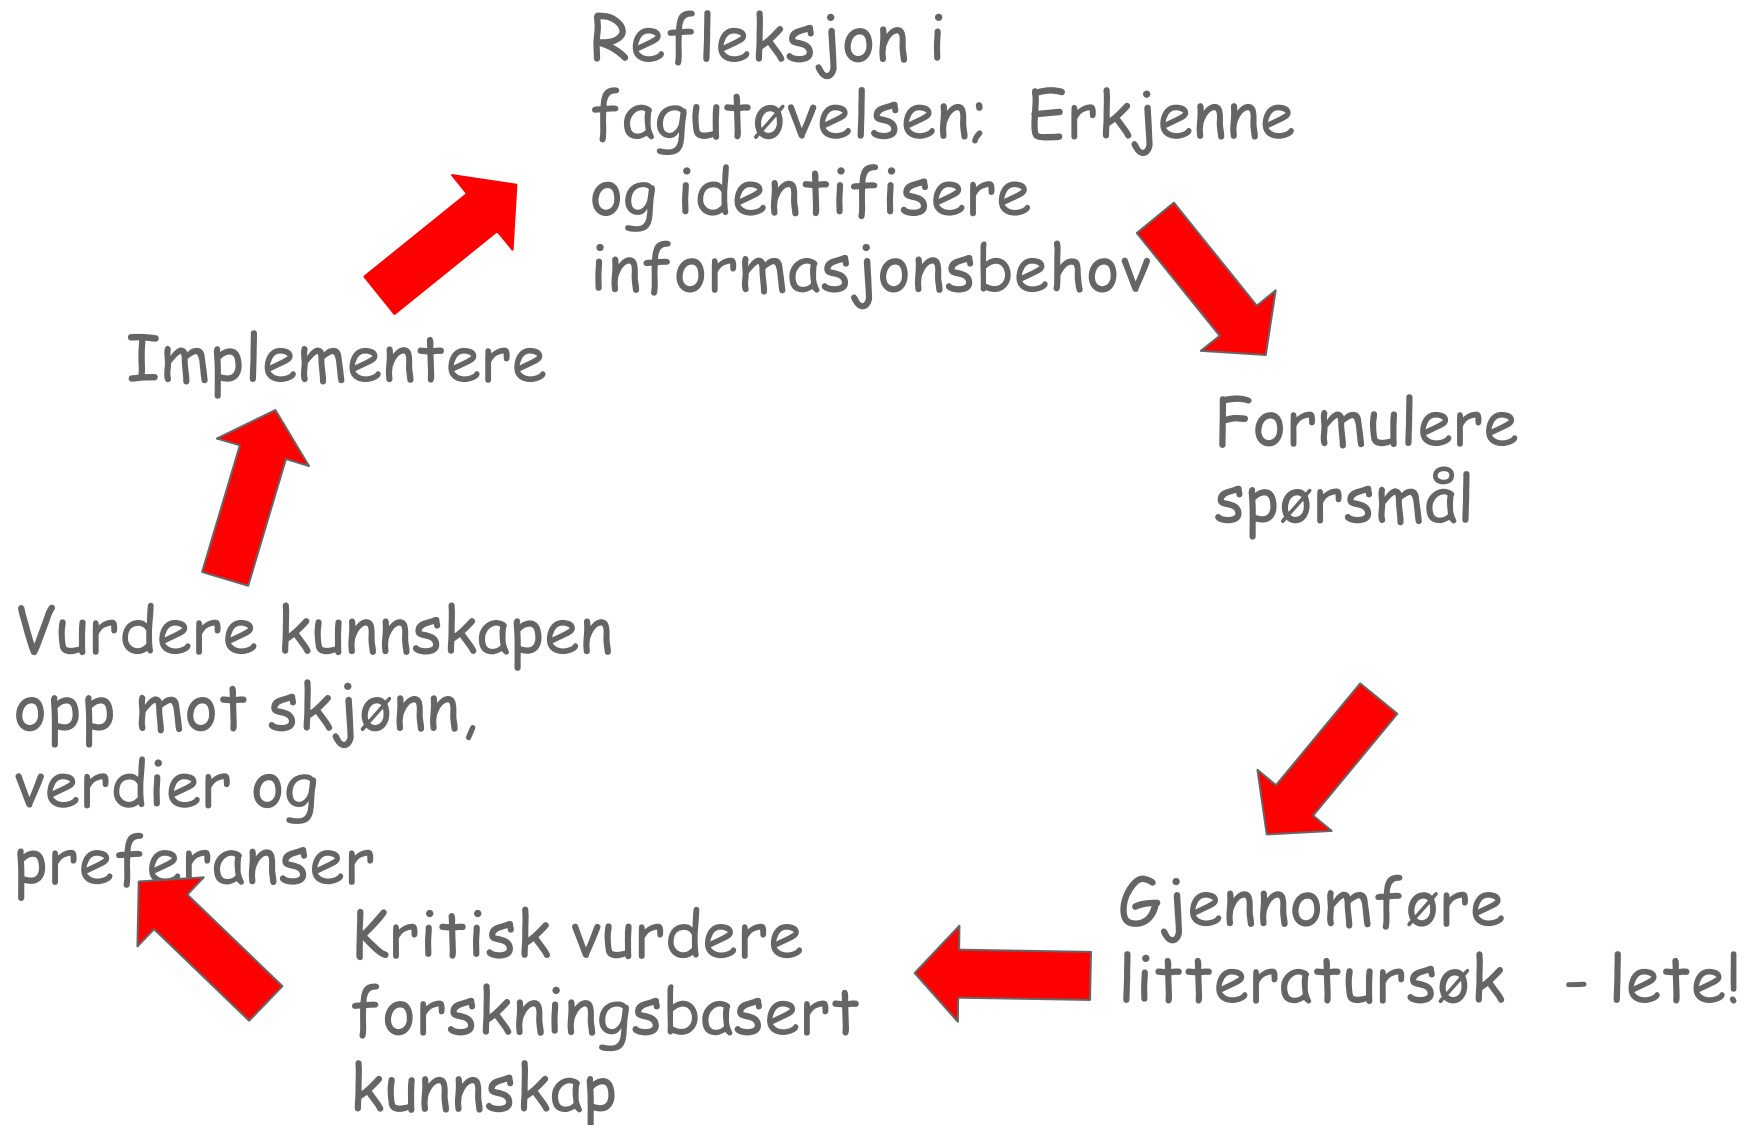 Refleksjon i
fagutøvelsen;  Erkjenne
og identifisere
informasjonsbehov
Formulere
spørsmål
Gjennomføre
litteratursøk  - lete!
Kritisk vurdere
forskningsbasert
kunnskap
Vurdere kunnskapen
opp mot skjønn,
verdier og
preferanser
Implementere